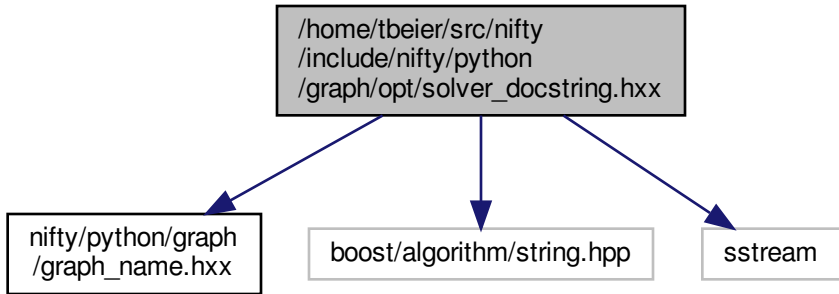 /home/tbeier/src/nifty
/include/nifty/python
/graph/opt/solver_docstring.hxx
nifty/python/graph
/graph_name.hxx
boost/algorithm/string.hpp
sstream